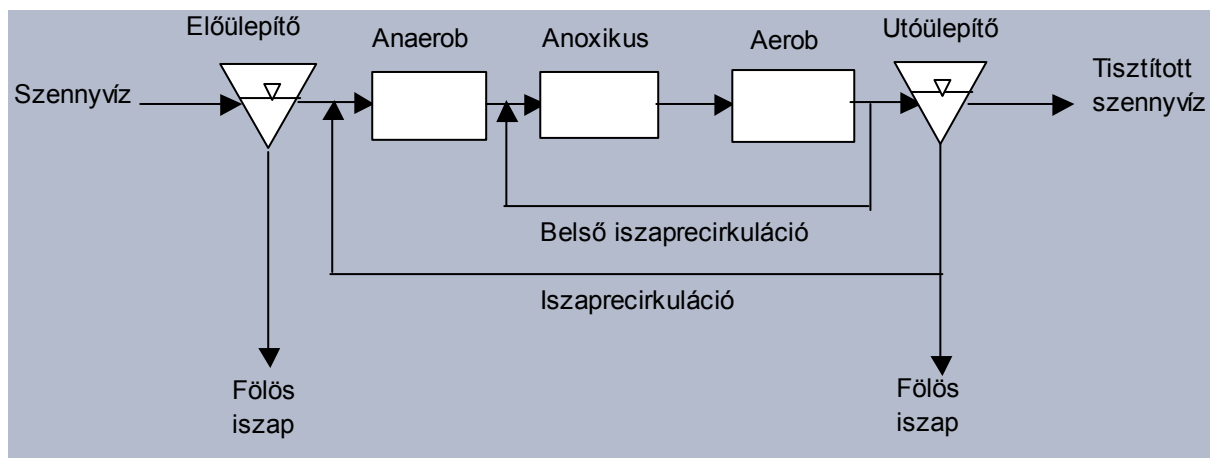 Előülepítő
Anaerob
Anoxikus
Aerob
Utóülepítő
Szennyvíz
Tisztított
szennyvíz
Belső iszaprecirkuláció
Iszaprecirkuláció
Fölös
iszap
Fölös
iszap